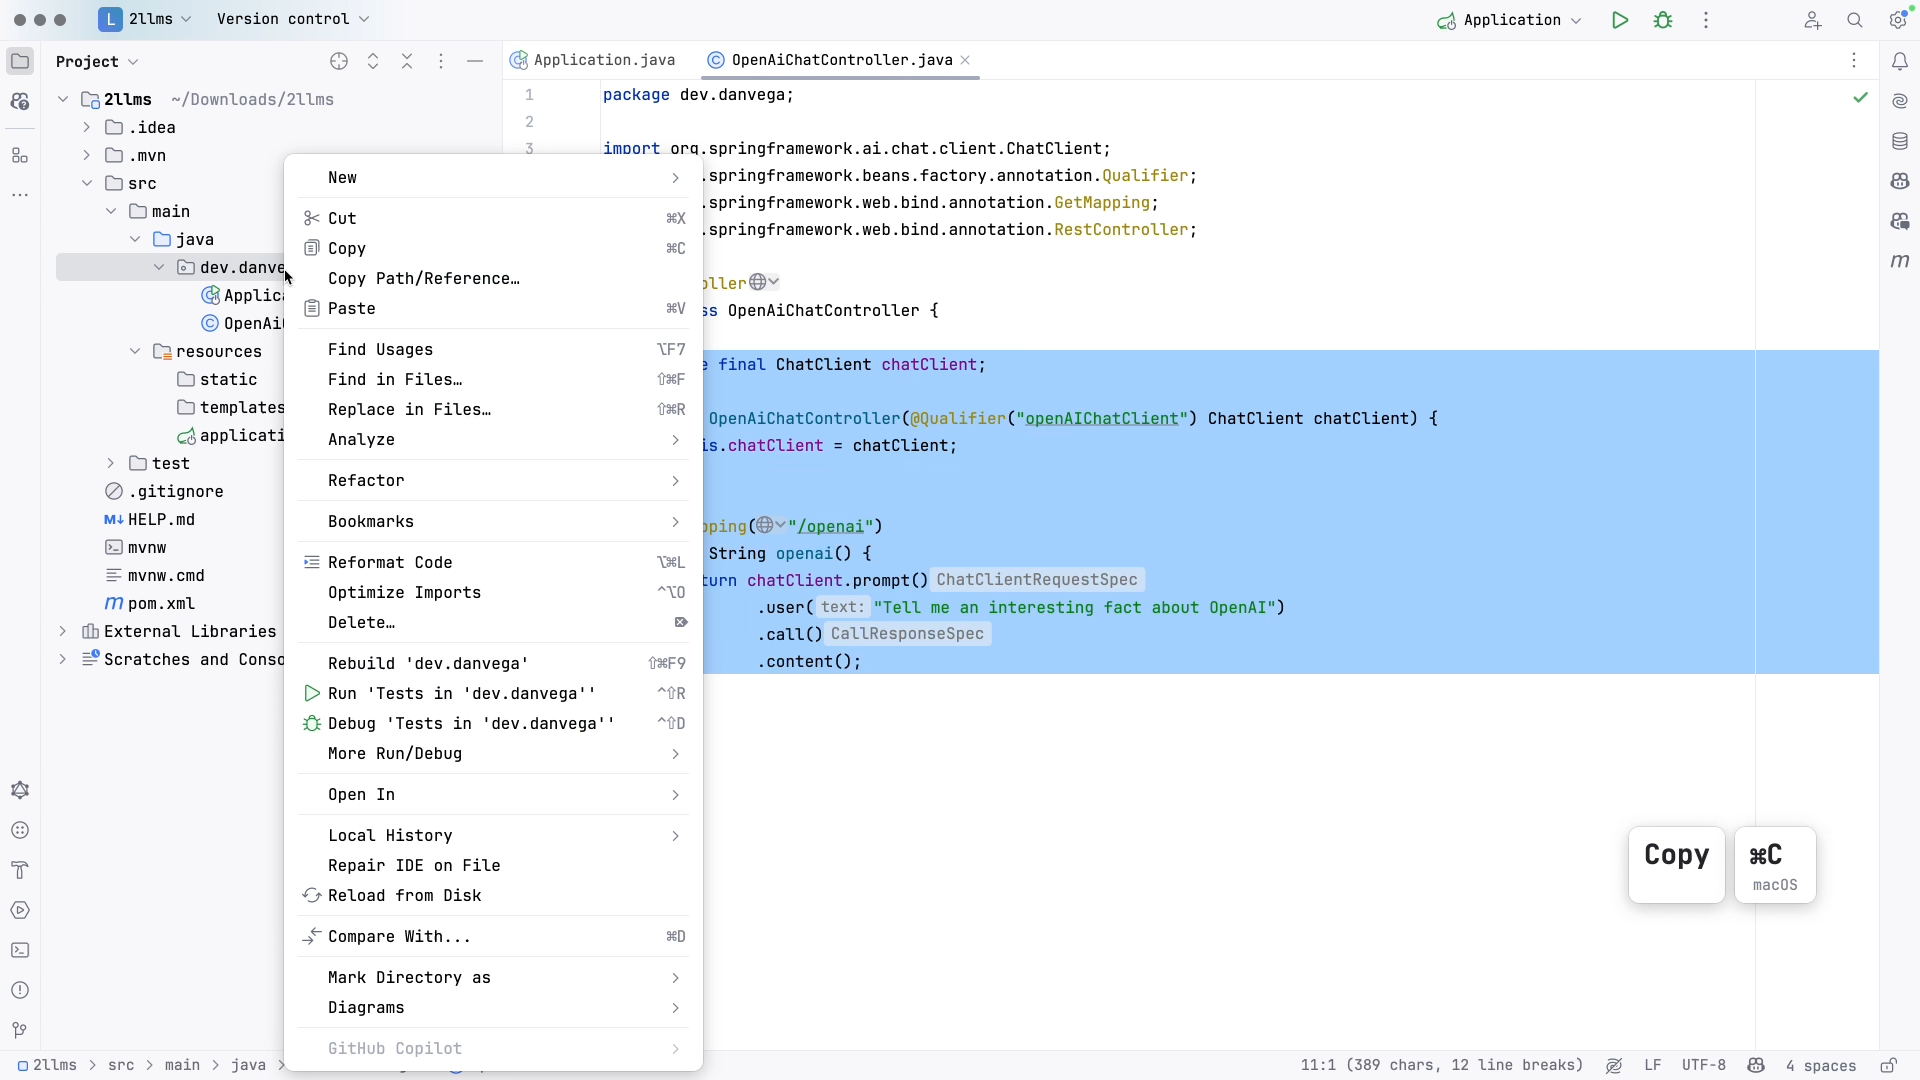 L 2llms Version control Application
Project
Application.java
OpenAiChatController.java
2llms ~/Downloads/2llms
.idea
.mvn
src
main
java
dev.danve
Applica
OpenAi
resources
static
templates
applicati
test
.gitignore
M↓ HELP.md
mvnw
mvnw.cmd
m pom.xml
External Libraries
Scratches and Conso
New
Cut ⌘X
Copy ⌘C
Copy Path/Reference…
Paste ⌘V
Find Usages ⌥F7
Find in Files… ⇧⌘F
Replace in Files… ⇧⌘R
Analyze
Refactor
Bookmarks
Reformat Code ⌥⌘L
Optimize Imports ^⌥O
Delete… ⌦
Rebuild 'dev.danvega' ⇧⌘F9
Run 'Tests in 'dev.danvega'' ^⇧R
Debug 'Tests in 'dev.danvega'' ^⇧D
More Run/Debug
Open In
Local History
Repair IDE on File
Reload from Disk
Compare With... ⌘D
Mark Directory as
Diagrams
GitHub Copilot
1 package dev.danvega;
2
3 import org.springframework.ai.chat.client.ChatClient;
.springframework.beans.factory.annotation.Qualifier;
.springframework.web.bind.annotation.GetMapping;
.springframework.web.bind.annotation.RestController;
ller
ss OpenAiChatController {
e final ChatClient chatClient;
OpenAiChatController(@Qualifier("openAIChatClient") ChatClient chatClient) {
is.chatClient = chatClient;
pping("/openai")
String openai() {
turn chatClient.prompt() ChatClientRequestSpec
.user( text: "Tell me an interesting fact about OpenAI")
.call() CallResponseSpec
.content();
m
Copy ⌘C
macOS
2llms > src > main > java > 11:1 (389 chars, 12 line breaks) LF UTF-8 4 spaces